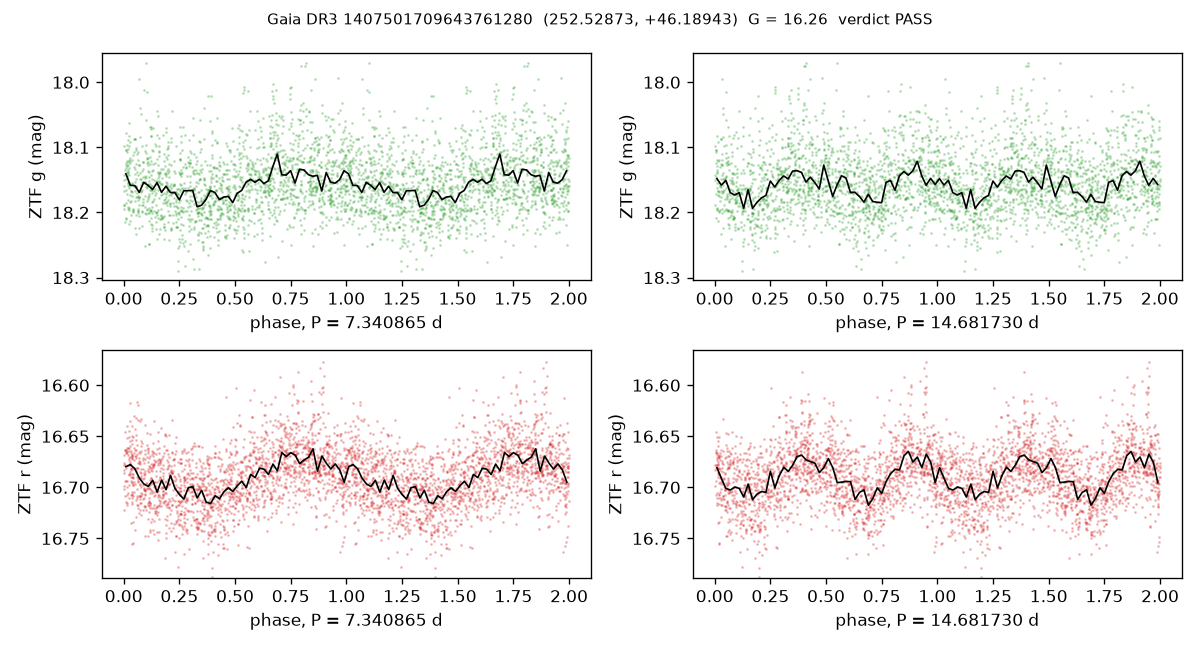 Gaia DR3 1407501709643761280 (252.52873, +46.18943) G = 16.26 verdict PASS
ZTF g (mag)
18.0
18.1
18.2
18.3
0.00 0.25 0.50 0.75 1.00 1.25 1.50 1.75 2.00
phase, P = 7.340865 d
ZTF g (mag)
18.0
18.1
18.2
18.3
0.00 0.25 0.50 0.75 1.00 1.25 1.50 1.75 2.00
phase, P = 14.681730 d
ZTF r (mag)
16.60
16.65
16.70
16.75
0.00 0.25 0.50 0.75 1.00 1.25 1.50 1.75 2.00
phase, P = 7.340865 d
ZTF r (mag)
16.60
16.65
16.70
16.75
0.00 0.25 0.50 0.75 1.00 1.25 1.50 1.75 2.00
phase, P = 14.681730 d